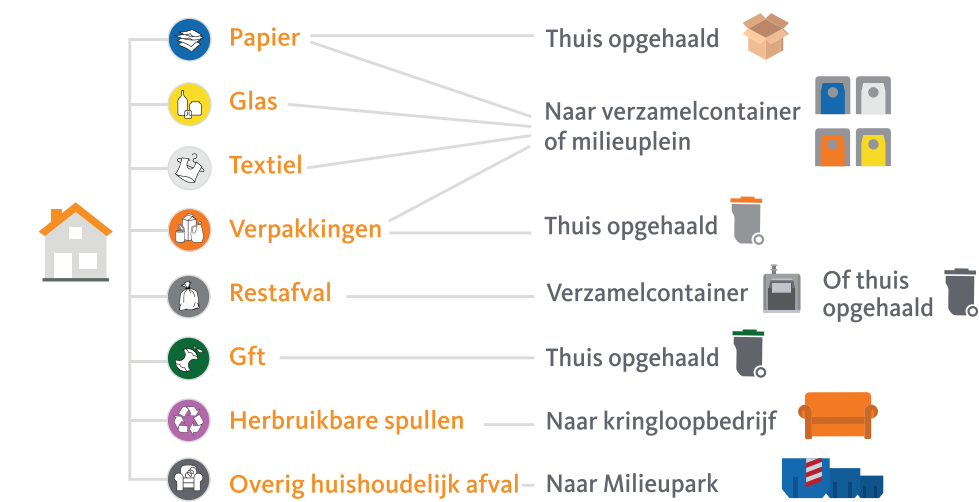 Papier
Thuis opgehaald
Glas
Naar verzamelcontainer
of milieuplein
Textiel
Verpakkingen
Thuis opgehaald
Restafval
Verzamelcontainer
Of thuis
opgehaald
Gft
Thuis opgehaald
Herbruikbare spullen
Naar kringloopbedrijf
Overig huishoudelijk afval
Naar Milieupark